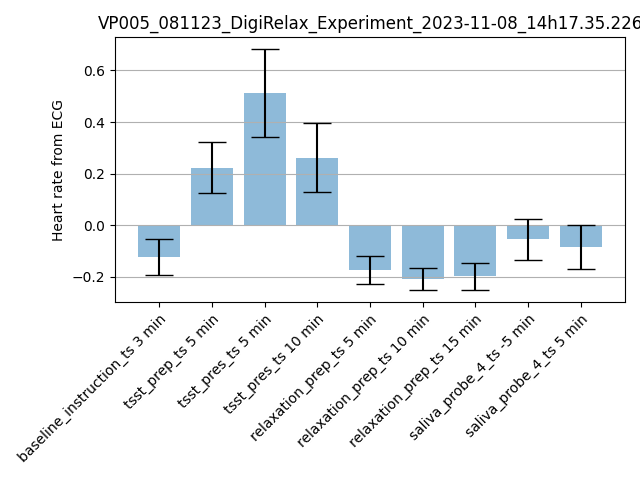 VP005_081123_DigiRelax_Experiment_2023-11-08_14h17.35.226
Heart rate from ECG
0.6
0.4
0.2
0.0
−0.2
baseline_instruction_ts 3 min
tsst_prep_ts 5 min
tsst_pres_ts 5 min
tsst_pres_ts 10 min
relaxation_prep_ts 5 min
relaxation_prep_ts 10 min
relaxation_prep_ts 15 min
saliva_probe_4_ts -5 min
saliva_probe_4_ts 5 min